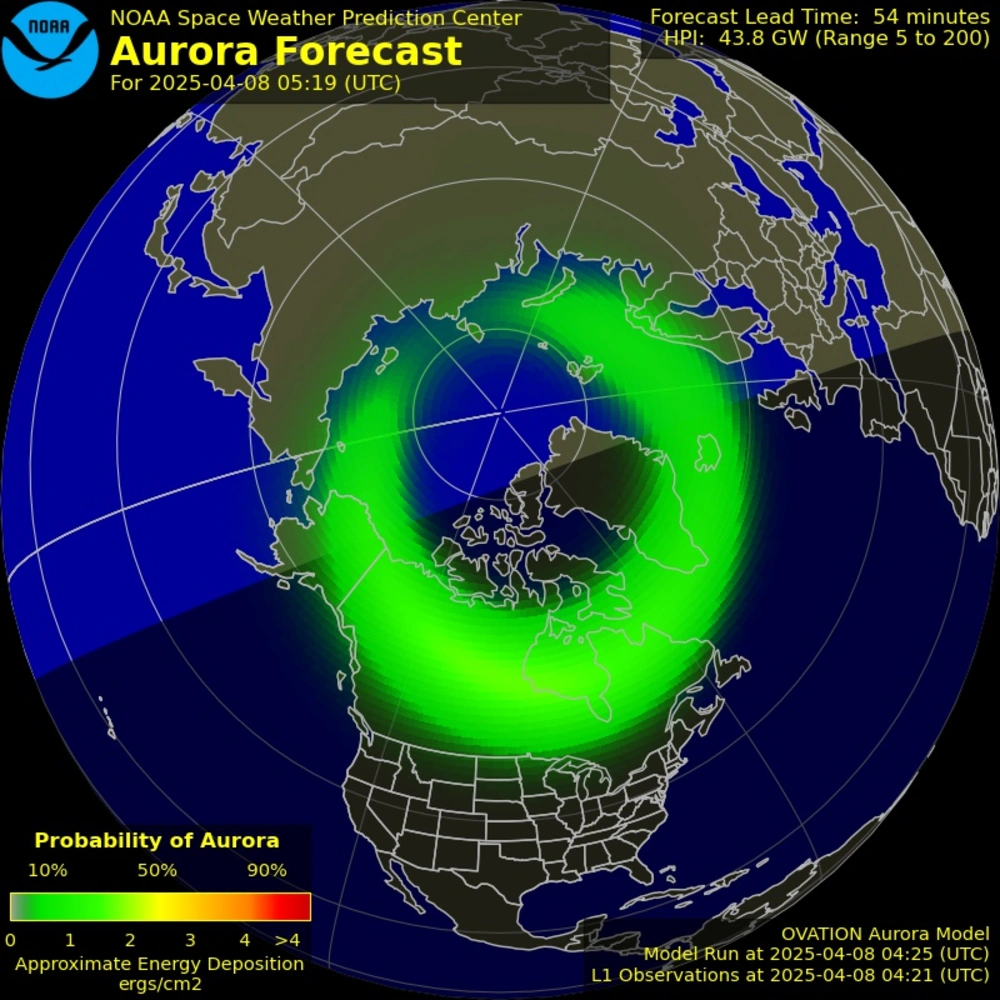 NOAA
NOAA Space Weather Prediction Center
Aurora Forecast
For 2025-04-08 05:19 (UTC)
Forecast Lead Time: 54 minutes
HPI: 43.8 GW (Range 5 to 200)
Probability of Aurora
10% 50% 90%
0 1 2 3 4 >4
Approximate Energy Deposition
ergs/cm2
OVATION Aurora Model
Model Run at 2025-04-08 04:25 (UTC)
L1 Observations at 2025-04-08 04:21 (UTC)